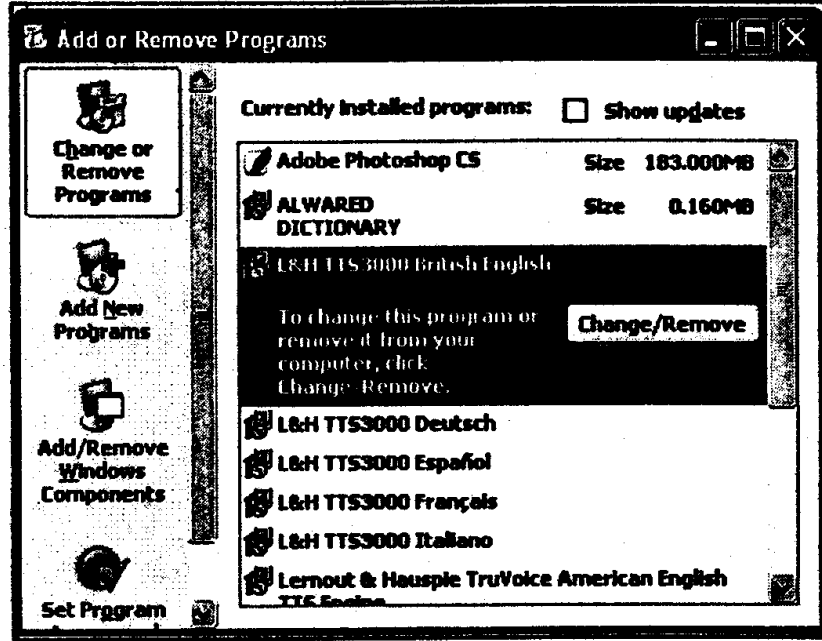 Add or Remove Programs
Change or
Remove
Programs
Add New
Programs
Add/Remove
Windows
Components
Set Program
Currently installed programs:
Show updates
Adobe Photoshop CS Size 183.000MB
ALWARED Size 0.160MB
DICTIONARY
L&H TTS3000 British English
To change this program or
remove it from your
computer, click
Change/Remove.
Change/Remove
L&H TTS3000 Deutsch
L&H TTS3000 Español
L&H TTS3000 Français
L&H TTS3000 Italiano
Lernout & Hauspie TruVoice American English
TTS Engine